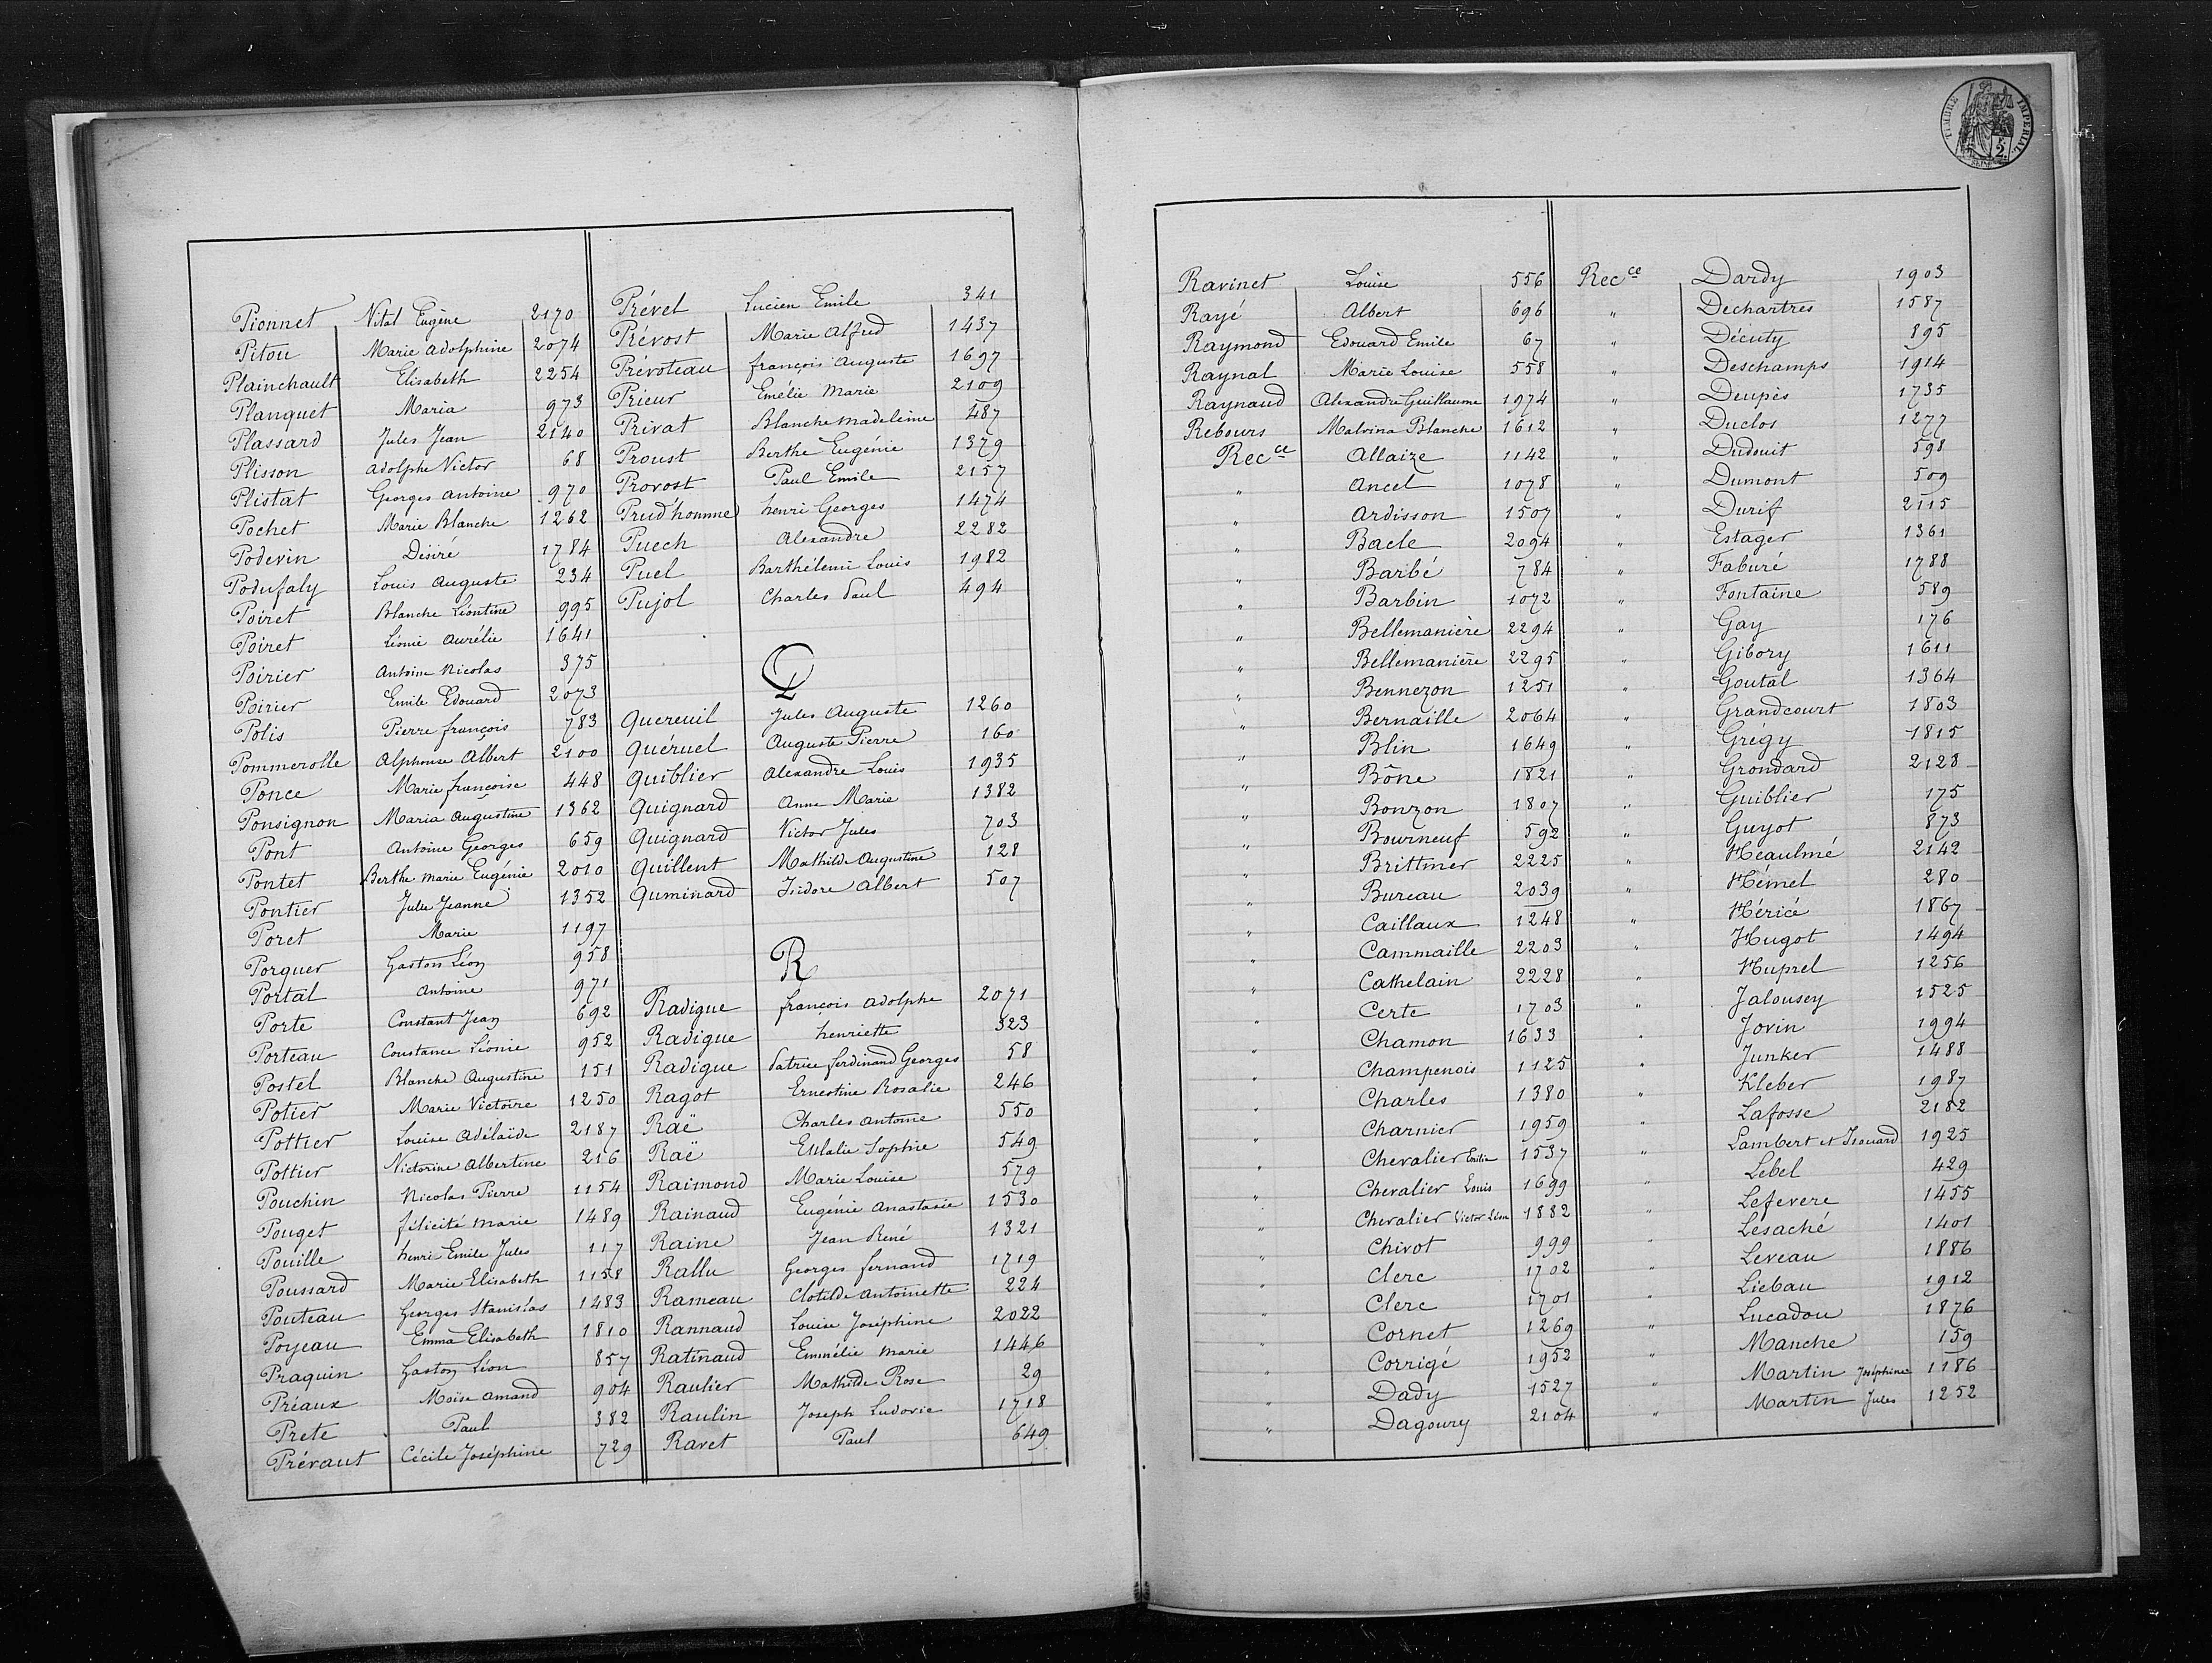 Pionnet Vital Eugène 2170
Pitou Marie Adolphine 2074
Plainchault Elisabeth 2254
Planquet Maria 973
Plassard Jules Jean 2140
Plisson Adolphe Victor 68
Plistat Georges Antoine 970
Pochet Marie Blanche 1262
Podevin Désiré 1784
Podufaly Louis Auguste 234
Poiret Blanche Léontine 995
Poiret Léonie Aurélie 1641
Poirier Antoine Nicolas 375
Poirier Emile Edouard 2073
Polis Pierre françois 783
Pommerolle Alphonse Albert 2100
Ponce Marie françoise 448
Ponsignon Maria Augustine 1362
Pont Antoine Georges 659
Pontet Berthe Marie Eugénie 2010
Pontier Julie Jeanne 1352
Poret Marie 1197
Porquer Gaston Léon 958
Portal Antoine 971
Porte Constant Jean 692
Porteau Constance Léonie 952
Postel Blanche Augustine 151
Potier Marie Victoire 1250
Pottier Louise Adélaïde 2187
Pottier Victorine Albertine 216
Pouchin Nicolas Pierre 1154
Pouget félicité Marie 1489
Pouille henri Emile Jules 117
Poussard Marie Elisabeth 1158
Pouteau Georges Stanislas 1483
Poyeau Emma Elisabeth 1810
Praquin Gaston Léon 857
Préaux Moïse Amand 904
Prete Paul 382
Prévaut Cécile Joséphine 729
Prével Lucien Emile 341
Prévost Marie Alfred 1437
Prévoteau françois Auguste 1697
Prieur Emélie Marie 2109
Privat Blanche Madeleine 487
Proust Berthe Eugénie 1379
Provost Paul Emile 2157
Prud'homme henri Georges 1474
Puech Alexandre 2282
Puel Barthélemi Louis 1982
Pujol Charles Paul 494
Q
Quereuil Jules Auguste 1260
Quéruel Auguste Pierre 160
Quiblier Alexandre Louis 1935
Quignard Anne Marie 1382
Quignard Victor Jules 703
Quillent Mathilde Augustine 128
Quminard Isidore Albert 507
R
Radigue françois Adolphe 2071
Radigue henriette 323
Radigue Patrice ferdinand Georges 58
Ragot Ernestine Rosalie 246
Raë Charles Antoine 550
Raë Eulalie Sophie 549
Raimond Marie Louise 579
Rainaud Eugénie Anastasie 1530
Raine Jean René 1321
Rallu Georges fernand 1719
Rameau Clotilde Antoinette 224
Rannaud Louise Joséphine 2022
Ratinaud Emmélie Marie 1446
Raulier Mathilde Rose 29
Raulin Joseph Ludovic 1718
Ravet Paul 649
TIMBRE IMPERIAL
Ravinet Louise 556
Rayé Albert 696
Raymond Edouard Emile 67
Raynal Marie Louise 558
Raynaud Alexandre Guillaume 1974
Rebours Malvina Blanche 1612
Rec ce Allaize 1142
" Ancel 1078
" Ardisson 1507
" Bacle 2094
" Barbé 784
" Barbin 1072
" Bellemanière 2294
" Bellemanière 2295
" Bennezon 1251
" Bernaille 2064
" Blin 1649
" Bône 1821
" Bonzon 1807
" Bourneuf 592
" Brittmer 2225
" Bureau 2039
" Caillaux 1248
" Cammaille 2203
" Cathelain 2228
" Certe 1703
" Chamon 1633
" Champenois 1125
" Charles 1380
" Charnier 1959
" Chevalier Emilie 1537
" Chevalier Louis 1699
" Chevalier Victor Léon 1882
" Chivot 999
" Clerc 1702
" Clerc 1701
" Cornet 1269
" Corrigé 1952
" Dady 1527
" Dagoury 2104
Rec ce Dardy 1903
" Dechartres 1587
" Décuty 895
" Deschamps 1914
" Deupès 1735
" Duclos 1277
" Dudouit 598
" Dumont 509
" Durif 2115
" Estager 1361
" Faburé 1788
" Fontaine 589
" Gay 176
" Gibory 1611
" Goutal 1364
" Grandcourt 1803
" Grégy 1815
" Grondard 2128
" Guiblier 175
" Guyot 873
" Héaulmé 2142
" Hémel 280
" Héricé 1867
" Hugot 1494
" Huprel 1256
" Jalousey 1525
" Jovin 1994
" Junker 1488
" Kleber 1987
" Lafosse 2182
" Lambert et Isouard 1925
" Lebel 429
" Lefevere 1455
" Lésaché 1401
" Leveau 1886
" Liebau 1912
" Lucadou 1876
" Manche 159
" Martin Joséphine 1186
" Martin Jules 1252